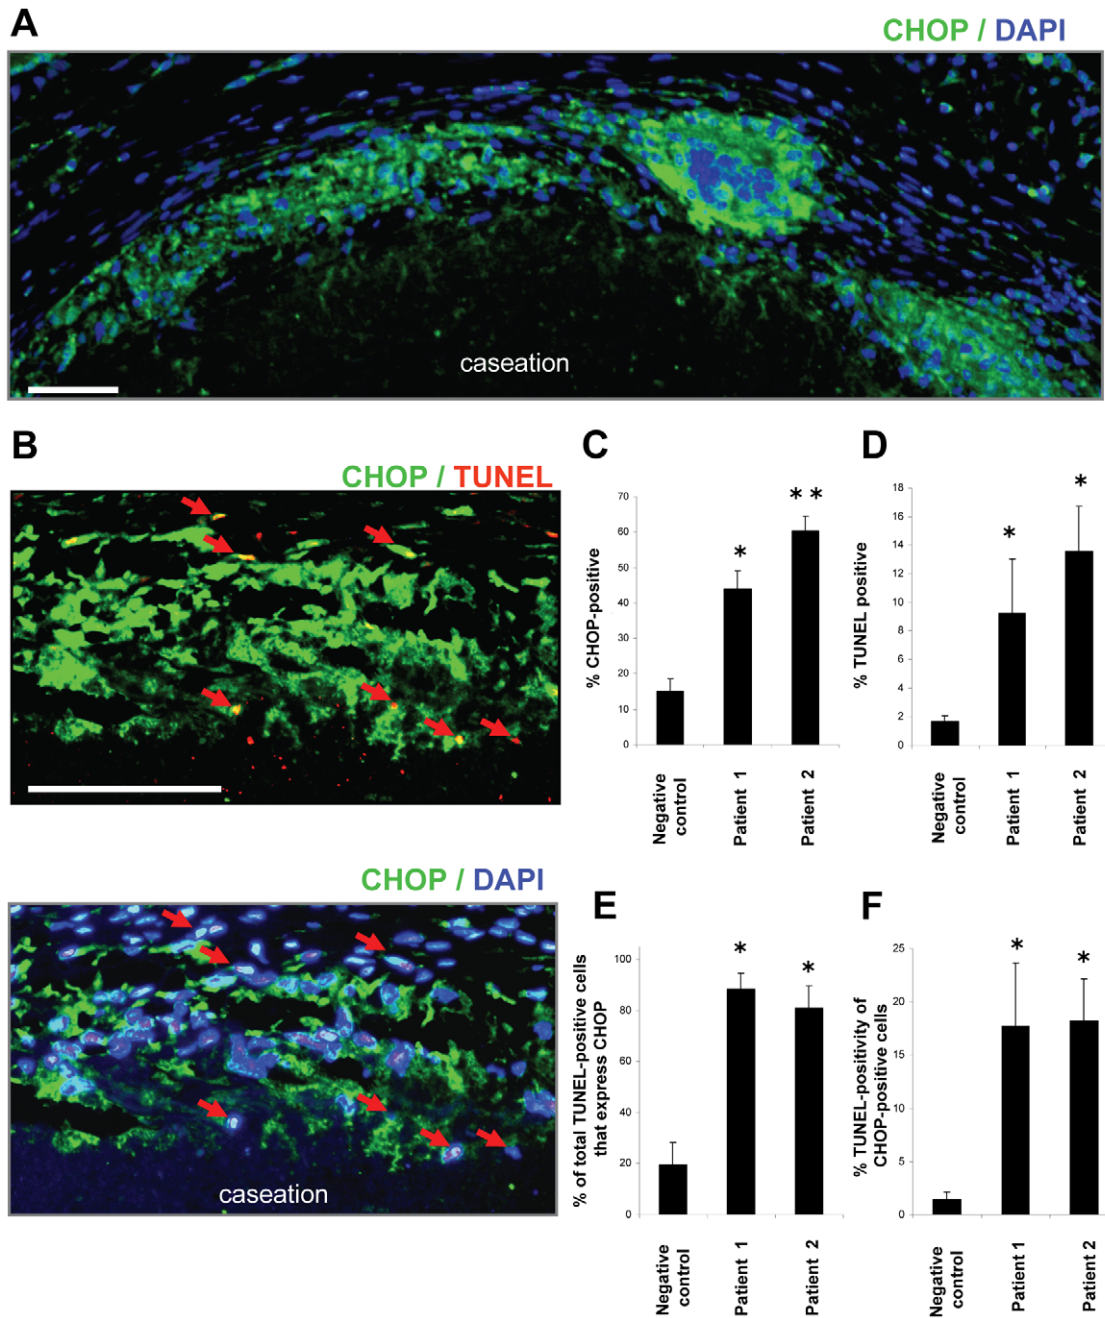 A
CHOP / DAPI
caseation
B
CHOP / TUNEL
CHOP / DAPI
caseation
C
% CHOP-positive
70
60
50
40
30
20
10
0
*
* *
Negative
control
Patient 1
Patient 2
D
% TUNEL positive
18
16
14
12
10
8
6
4
2
0
*
*
Negative
control
Patient 1
Patient 2
E
% of total TUNEL-positive cells
that express CHOP
100
80
60
40
20
0
*
*
Negative
control
Patient 1
Patient 2
F
% TUNEL-positivity of
CHOP-positive cells
25
20
15
10
5
0
*
*
Negative
control
Patient 1
Patient 2